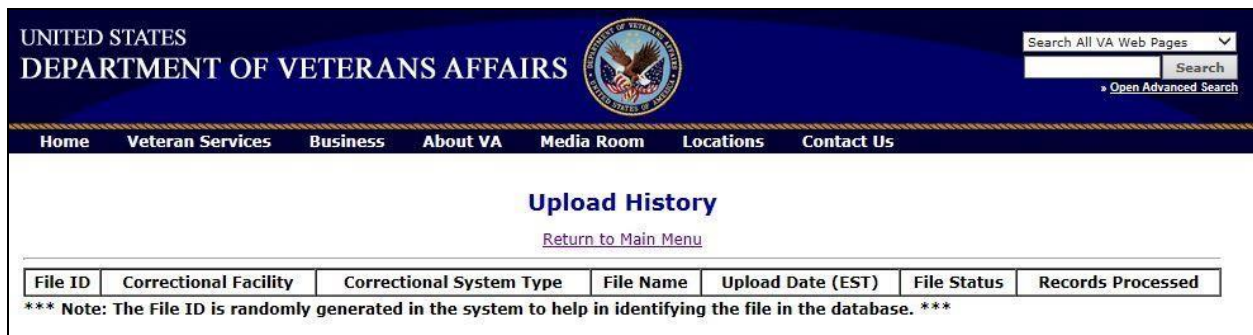 UNITED STATES
DEPARTMENT OF VETERANS AFFAIRS
Search All VA Web Pages
Search
» Open Advanced Search
Home Veteran Services Business About VA Media Room Locations Contact Us
Upload History
Return to Main Menu
File ID Correctional Facility Correctional System Type File Name Upload Date (EST) File Status Records Processed
*** Note: The File ID is randomly generated in the system to help in identifying the file in the database. ***